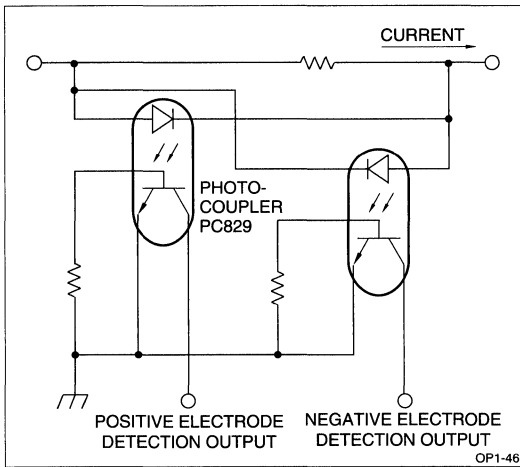 CURRENT
PHOTO-
COUPLER
PC829
POSITIVE ELECTRODE
DETECTION OUTPUT
NEGATIVE ELECTRODE
DETECTION OUTPUT
OP1-46